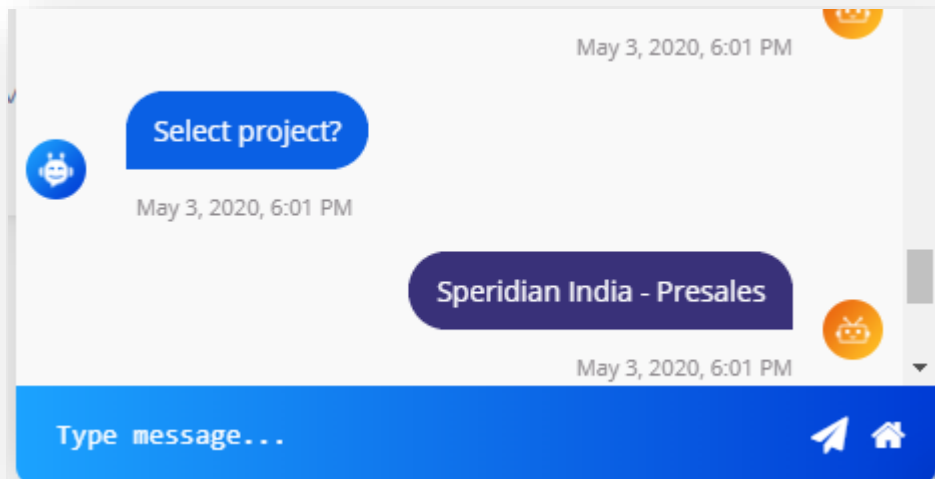 May 3, 2020, 6:01 PM
Select project?
May 3, 2020, 6:01 PM
Speridian India - Presales
May 3, 2020, 6:01 PM
Type message...